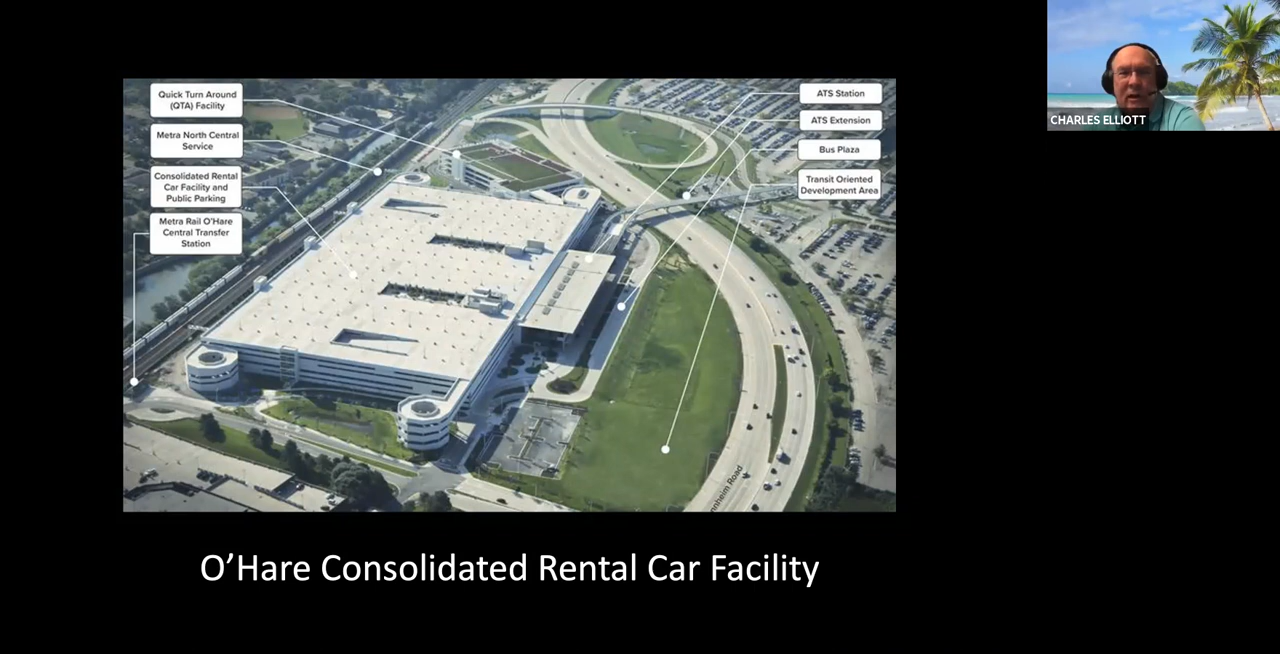 Quick Turn Around
(QTA) Facility
Metra North Central
Service
Consolidated Rental
Car Facility and
Public Parking
Metra Rail O'Hare
Central Transfer
Station
ATS Station
ATS Extension
Bus Plaza
Transit Oriented
Development Area
nnheim Road
CHARLES ELLIOTT
O’Hare Consolidated Rental Car Facility